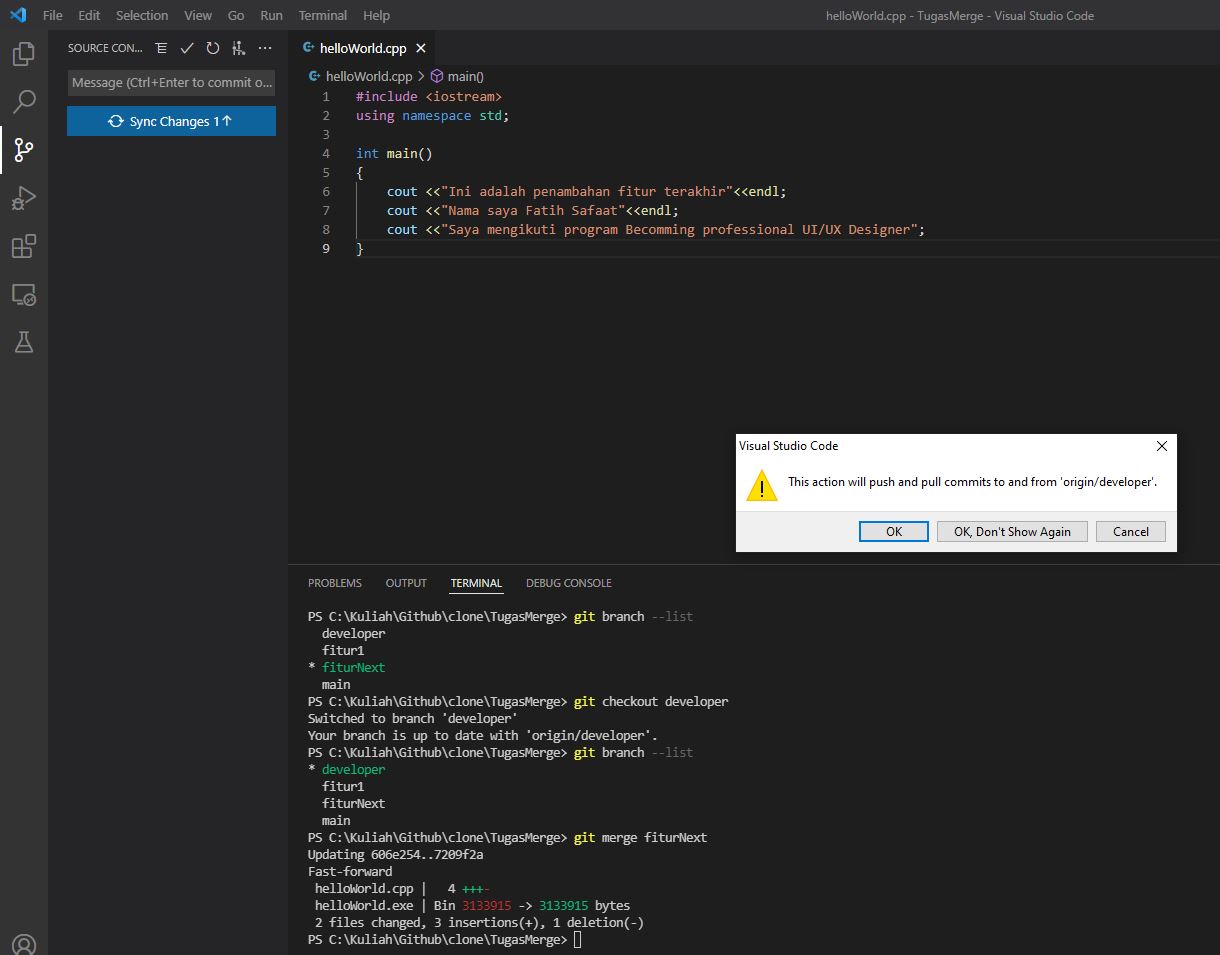 File Edit Selection View Go Run Terminal Help
helloWorld.cpp - TugasMerge - Visual Studio Code
SOURCE CON...
Message (Ctrl+Enter to commit o...
Sync Changes 1↑
helloWorld.cpp
helloWorld.cpp > main()
1 #include <iostream>
2 using namespace std;
3
4 int main()
5 {
6 cout <<"Ini adalah penambahan fitur terakhir"<<endl;
7 cout <<"Nama saya Fatih Safaat"<<endl;
8 cout <<"Saya mengikuti program Becomming professional UI/UX Designer";
9 }
Visual Studio Code
This action will push and pull commits to and from 'origin/developer'.
OK
OK, Don't Show Again
Cancel
PROBLEMS OUTPUT TERMINAL DEBUG CONSOLE
PS C:\Kuliah\Github\clone\TugasMerge> git branch --list
developer
fitur1
* fiturNext
main
PS C:\Kuliah\Github\clone\TugasMerge> git checkout developer
Switched to branch 'developer'
Your branch is up to date with 'origin/developer'.
PS C:\Kuliah\Github\clone\TugasMerge> git branch --list
* developer
fitur1
fiturNext
main
PS C:\Kuliah\Github\clone\TugasMerge> git merge fiturNext
Updating 606e254..7209f2a
Fast-forward
helloWorld.cpp | 4 +++-
helloWorld.exe | Bin 3133915 -> 3133915 bytes
2 files changed, 3 insertions(+), 1 deletion(-)
PS C:\Kuliah\Github\clone\TugasMerge>